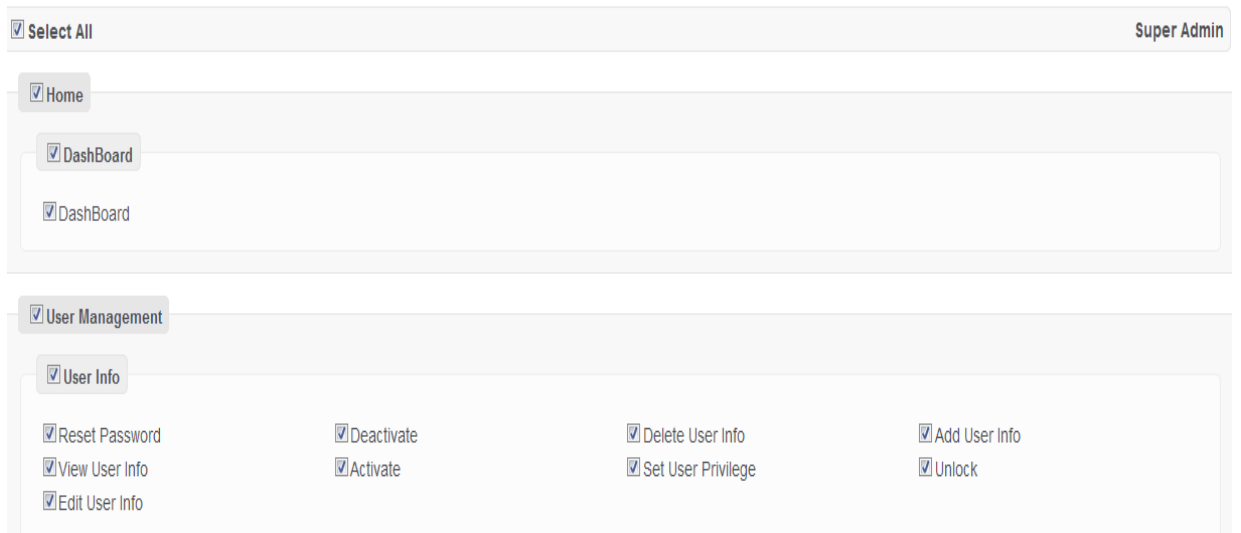 Select All Super Admin
Home
DashBoard
DashBoard
User Management
User Info
Reset Password Deactivate Delete User Info Add User Info
View User Info Activate Set User Privilege Unlock
Edit User Info